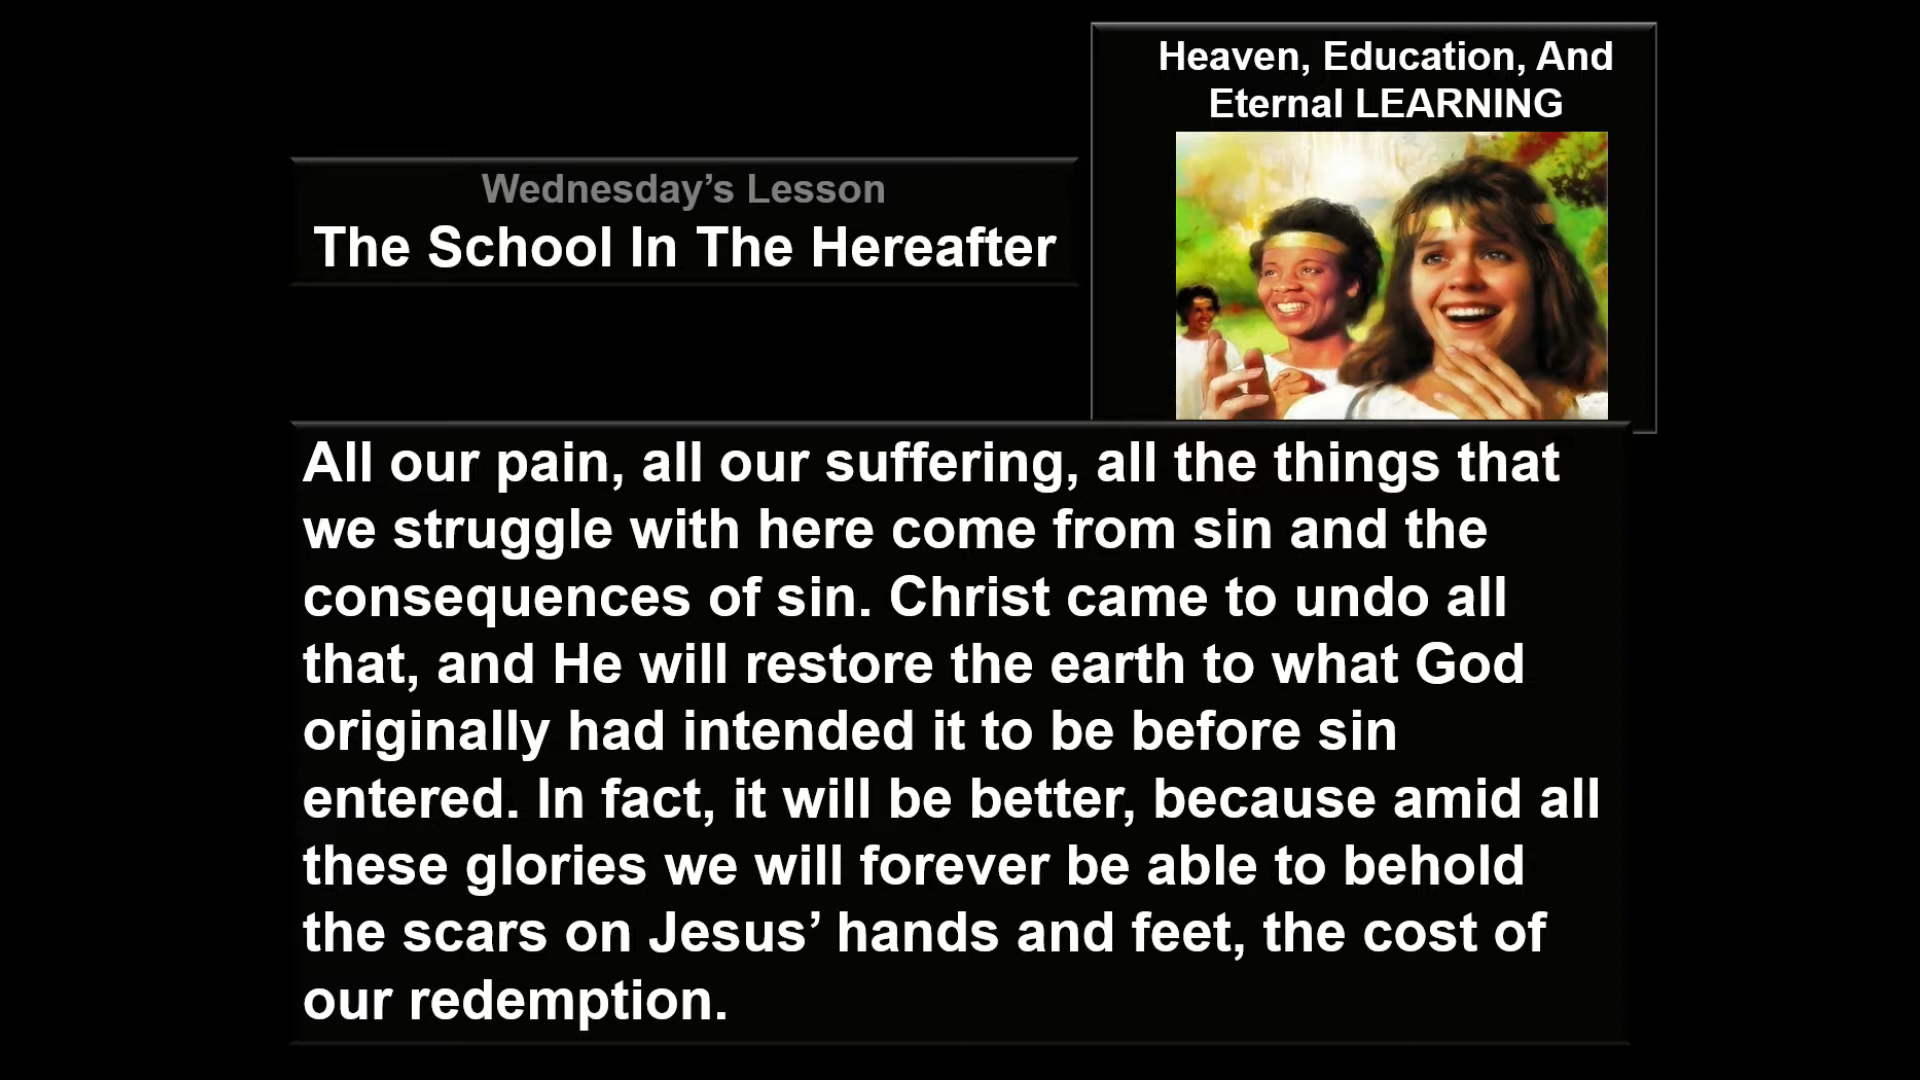 Heaven, Education, And
Eternal LEARNING
Wednesday’s Lesson
The School In The Hereafter
All our pain, all our suffering, all the things that
we struggle with here come from sin and the
consequences of sin. Christ came to undo all
that, and He will restore the earth to what God
originally had intended it to be before sin
entered. In fact, it will be better, because amid all
these glories we will forever be able to behold
the scars on Jesus’ hands and feet, the cost of
our redemption.